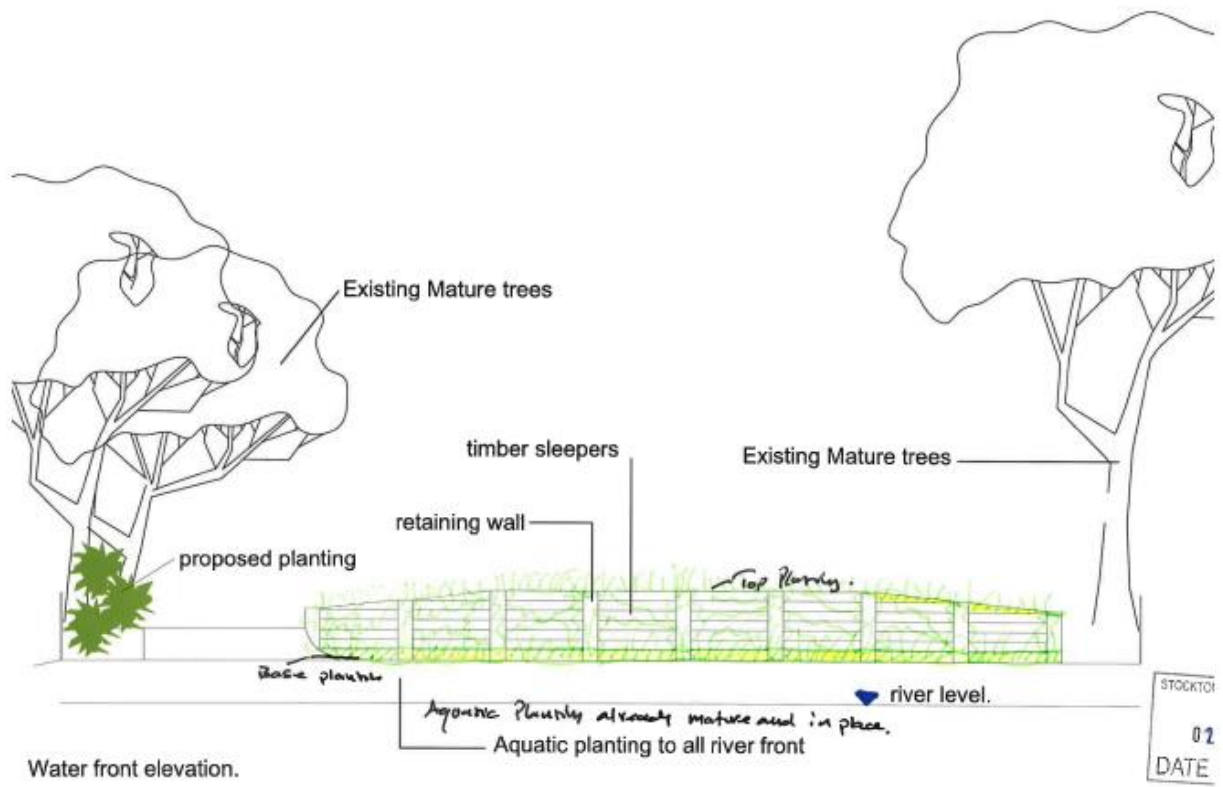 Existing Mature trees
timber sleepers
Existing Mature trees
retaining wall
proposed planting
Top Planting.
Base planting
river level.
Aquatic Planting already mature and in place.
Aquatic planting to all river front
Water front elevation.
STOCKTO
02
DATE